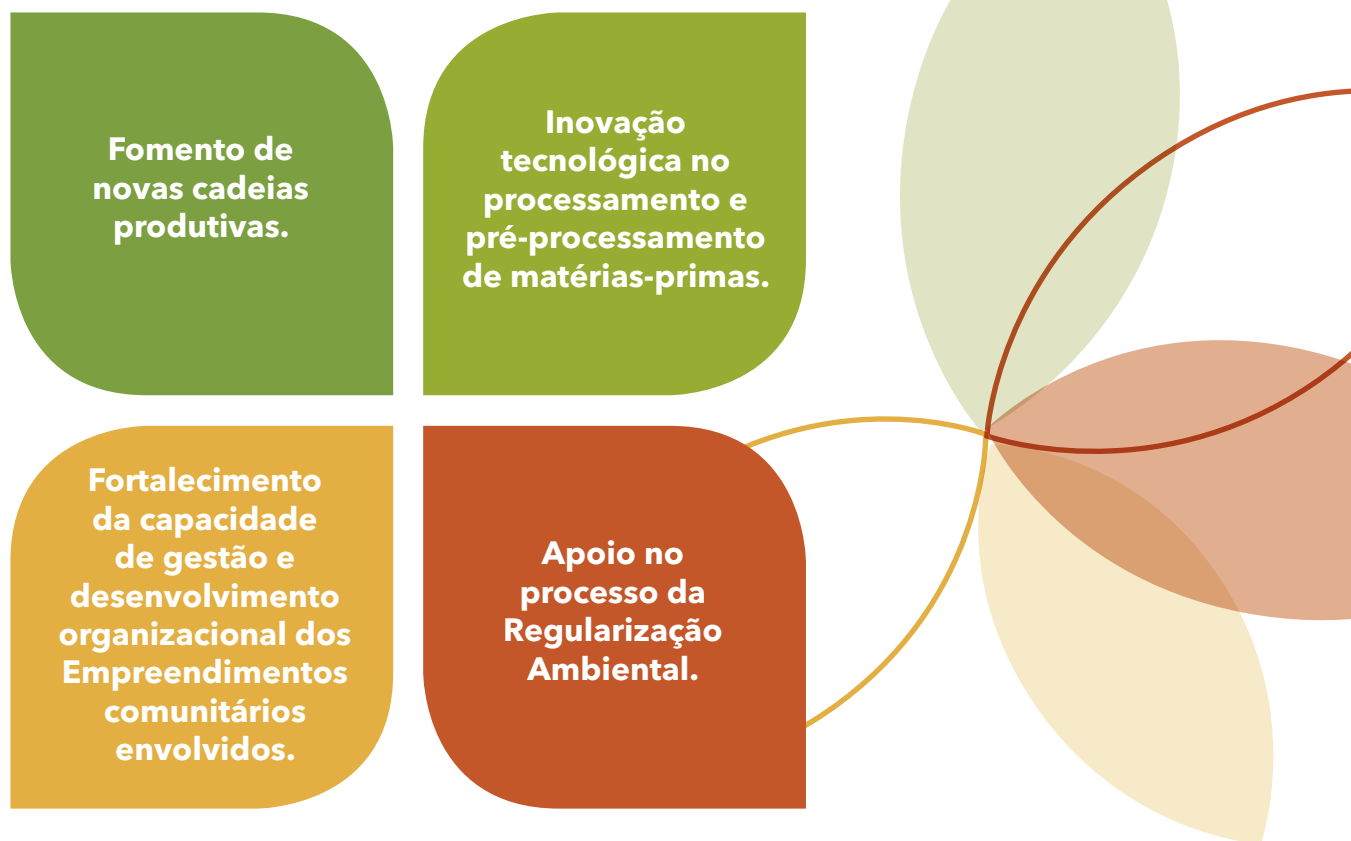 Fomento de
novas cadeias
produtivas.
Inovação
tecnológica no
processamento e
pré-processamento
de matérias-primas.
Fortalecimento
da capacidade
de gestão e
desenvolvimento
organizacional dos
Empreendimentos
comunitários
envolvidos.
Apoio no
processo da
Regularização
Ambiental.